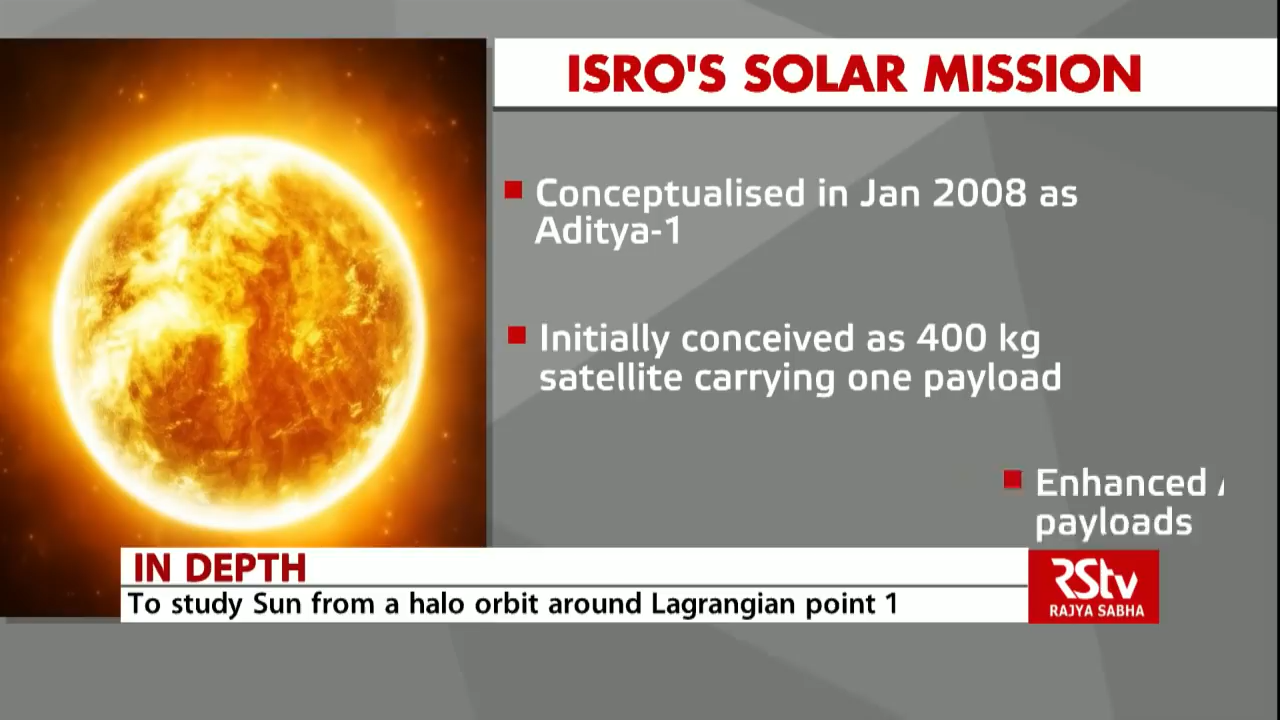 ISRO'S SOLAR MISSION
Conceptualised in Jan 2008 as
Aditya-1
Initially conceived as 400 kg
satellite carrying one payload
Enhanced
payloads
IN DEPTH
To study Sun from a halo orbit around Lagrangian point 1
RStv
RAJYA SABHA